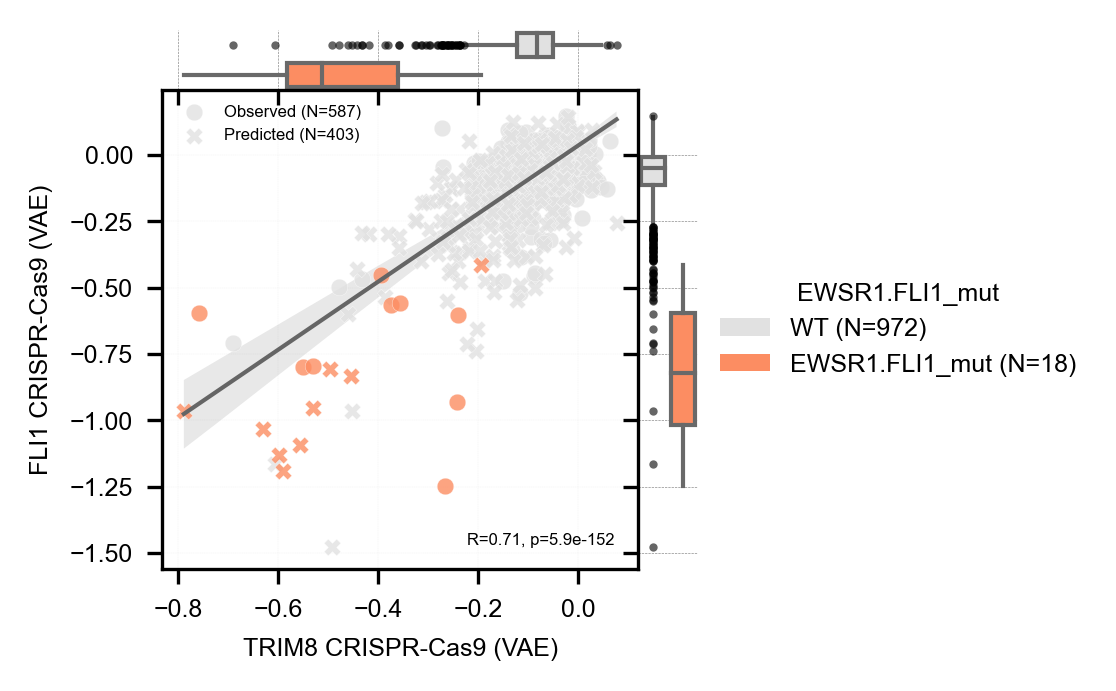 Observed (N=587)
Predicted (N=403)
0.00
−0.25
−0.50
−0.75
−1.00
−1.25
−1.50
FLI1 CRISPR-Cas9 (VAE)
R=0.71, p=5.9e-152
−0.8
−0.6
−0.4
−0.2
0.0
TRIM8 CRISPR-Cas9 (VAE)
EWSR1.FLI1_mut
WT (N=972)
EWSR1.FLI1_mut (N=18)